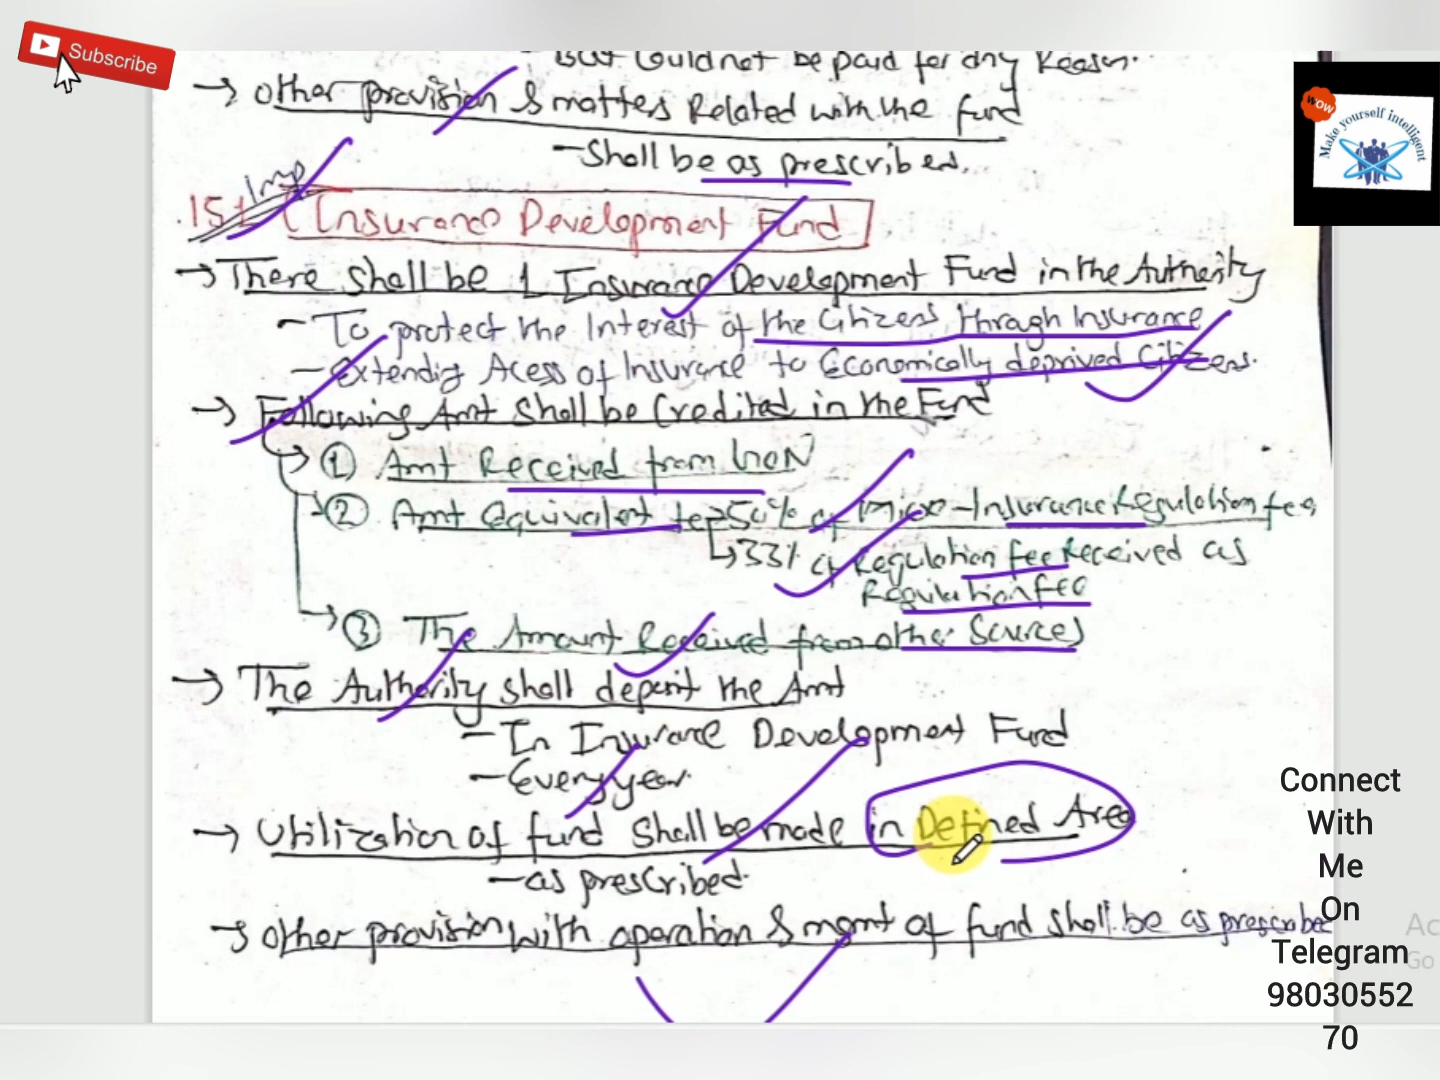 Subscribe
But Could not be paid for any Reason.
→ Other provision & matters Related with the fund
- Shall be as prescribed.
WOW
Make yourself intelligent
Imp
151 Insurance Development Fund
→ There Shall be 1 Insurance Development Fund in the Authority
- To protect the Interest of the Citizens through Insurance
- Extending Acess of Insurance to Economically deprived Citizens.
→ Following Amt Shall be Credited in the Fund
→ ① Amt Received from GoN
→ ② Amt Equivalent to → 50% of Micro-Insurance Regulation fee
↳ 33% of Regulation fee Received as
Regulation fee
→ ③ The Amount Received from other Sources
→ The Authority shall deposit the Amt
- In Insurance Development Fund
- Every year.
→ Utilization of fund Shall be made in Defined Area
- as prescribed.
→ Other provision with operation & mgmt of fund shall be as prescribed
Connect
With
Me
On
Telegram
98030552
70
Ac
Go